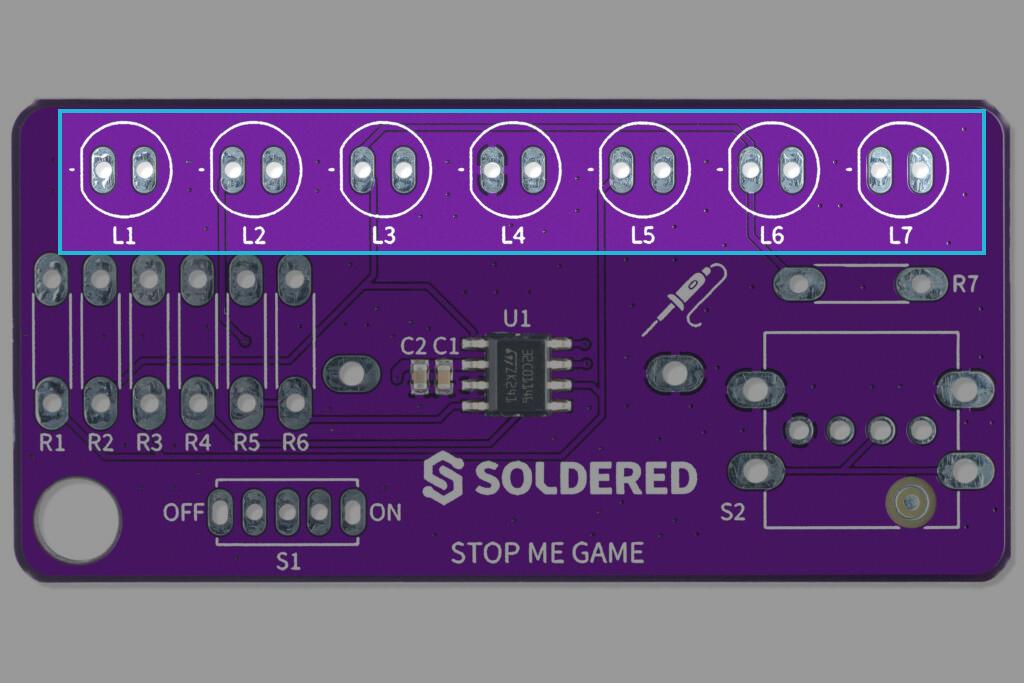 L1 L2 L3 L4 L5 L6 L7
R7
U1
C2 C1
R1 R2 R3 R4 R5 R6
SOLDERED
OFF ON
S2
S1
STOP ME GAME